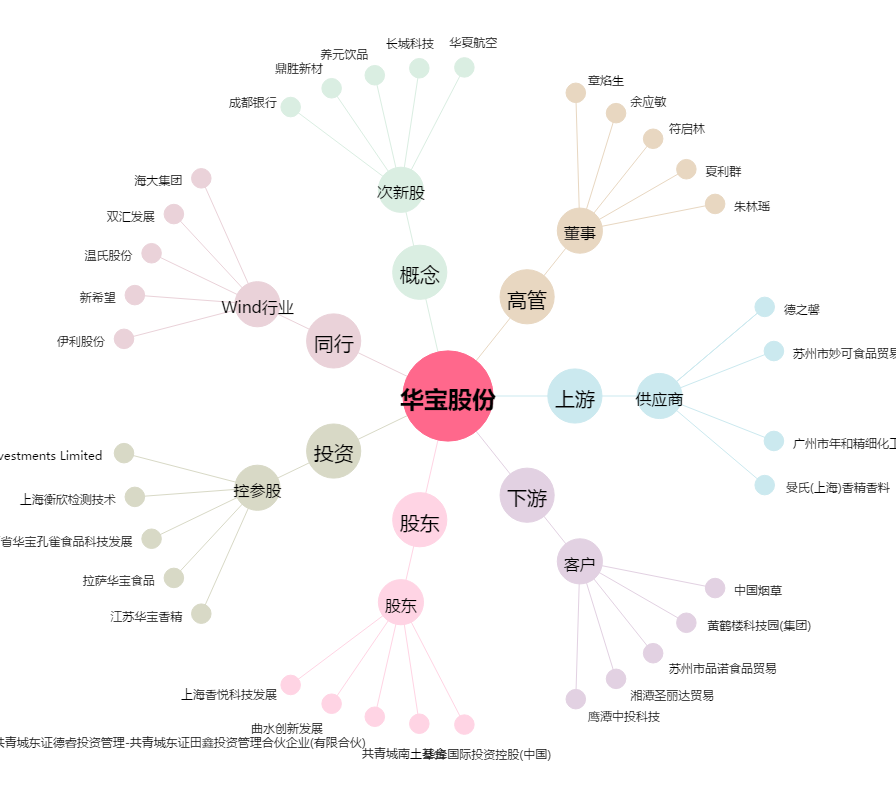 华夏航空
长城科技
养元饮品
鼎胜新材
成都银行
次新股
概念
章焰生
余应敏
符启林
夏利群
朱林瑶
董事
高管
海大集团
双汇发展
温氏股份
新希望
伊利股份
Wind行业
同行
德之馨
苏州市妙可食品贸易
广州市年和精细化工
曼氏(上海)香精香料
供应商
上游
华宝股份
投资
控参股
vestments Limited
上海衡欣检测技术
省华宝孔雀食品科技发展
拉萨华宝食品
江苏华宝香精
下游
客户
中国烟草
黄鹤楼科技园(集团)
苏州市品诺食品贸易
湘潭圣丽达贸易
鹰潭中投科技
股东
股东
上海香悦科技发展
曲水创新发展
共青城东证德睿投资管理-共青城东证田鑫投资管理合伙企业(有限合伙)
共青城南土
国际投资控股(中国)